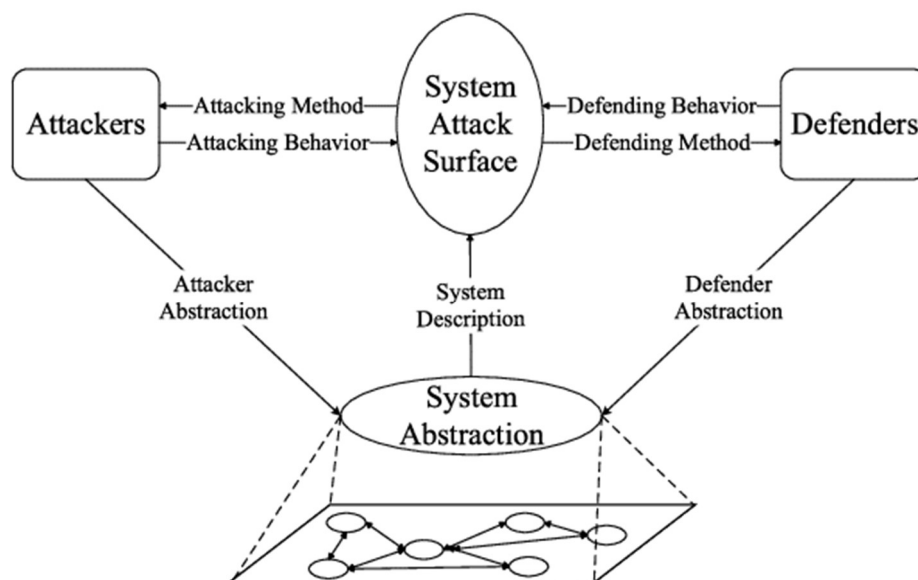 Attackers
Attacking Method
Attacking Behavior
System
Attack
Surface
Defending Behavior
Defending Method
Defenders
Attacker
Abstraction
System
Description
Defender
Abstraction
System
Abstraction